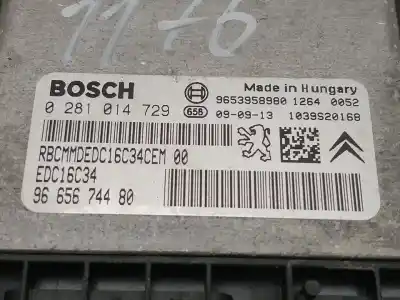 1176
BOSCH
Made in Hungary
9653958980 1264 0052
0 281 014 729
658
09-09-13 1039S20168
RBCMMDEDC16C34CEM 00
EDC16C34
96 656 744 80